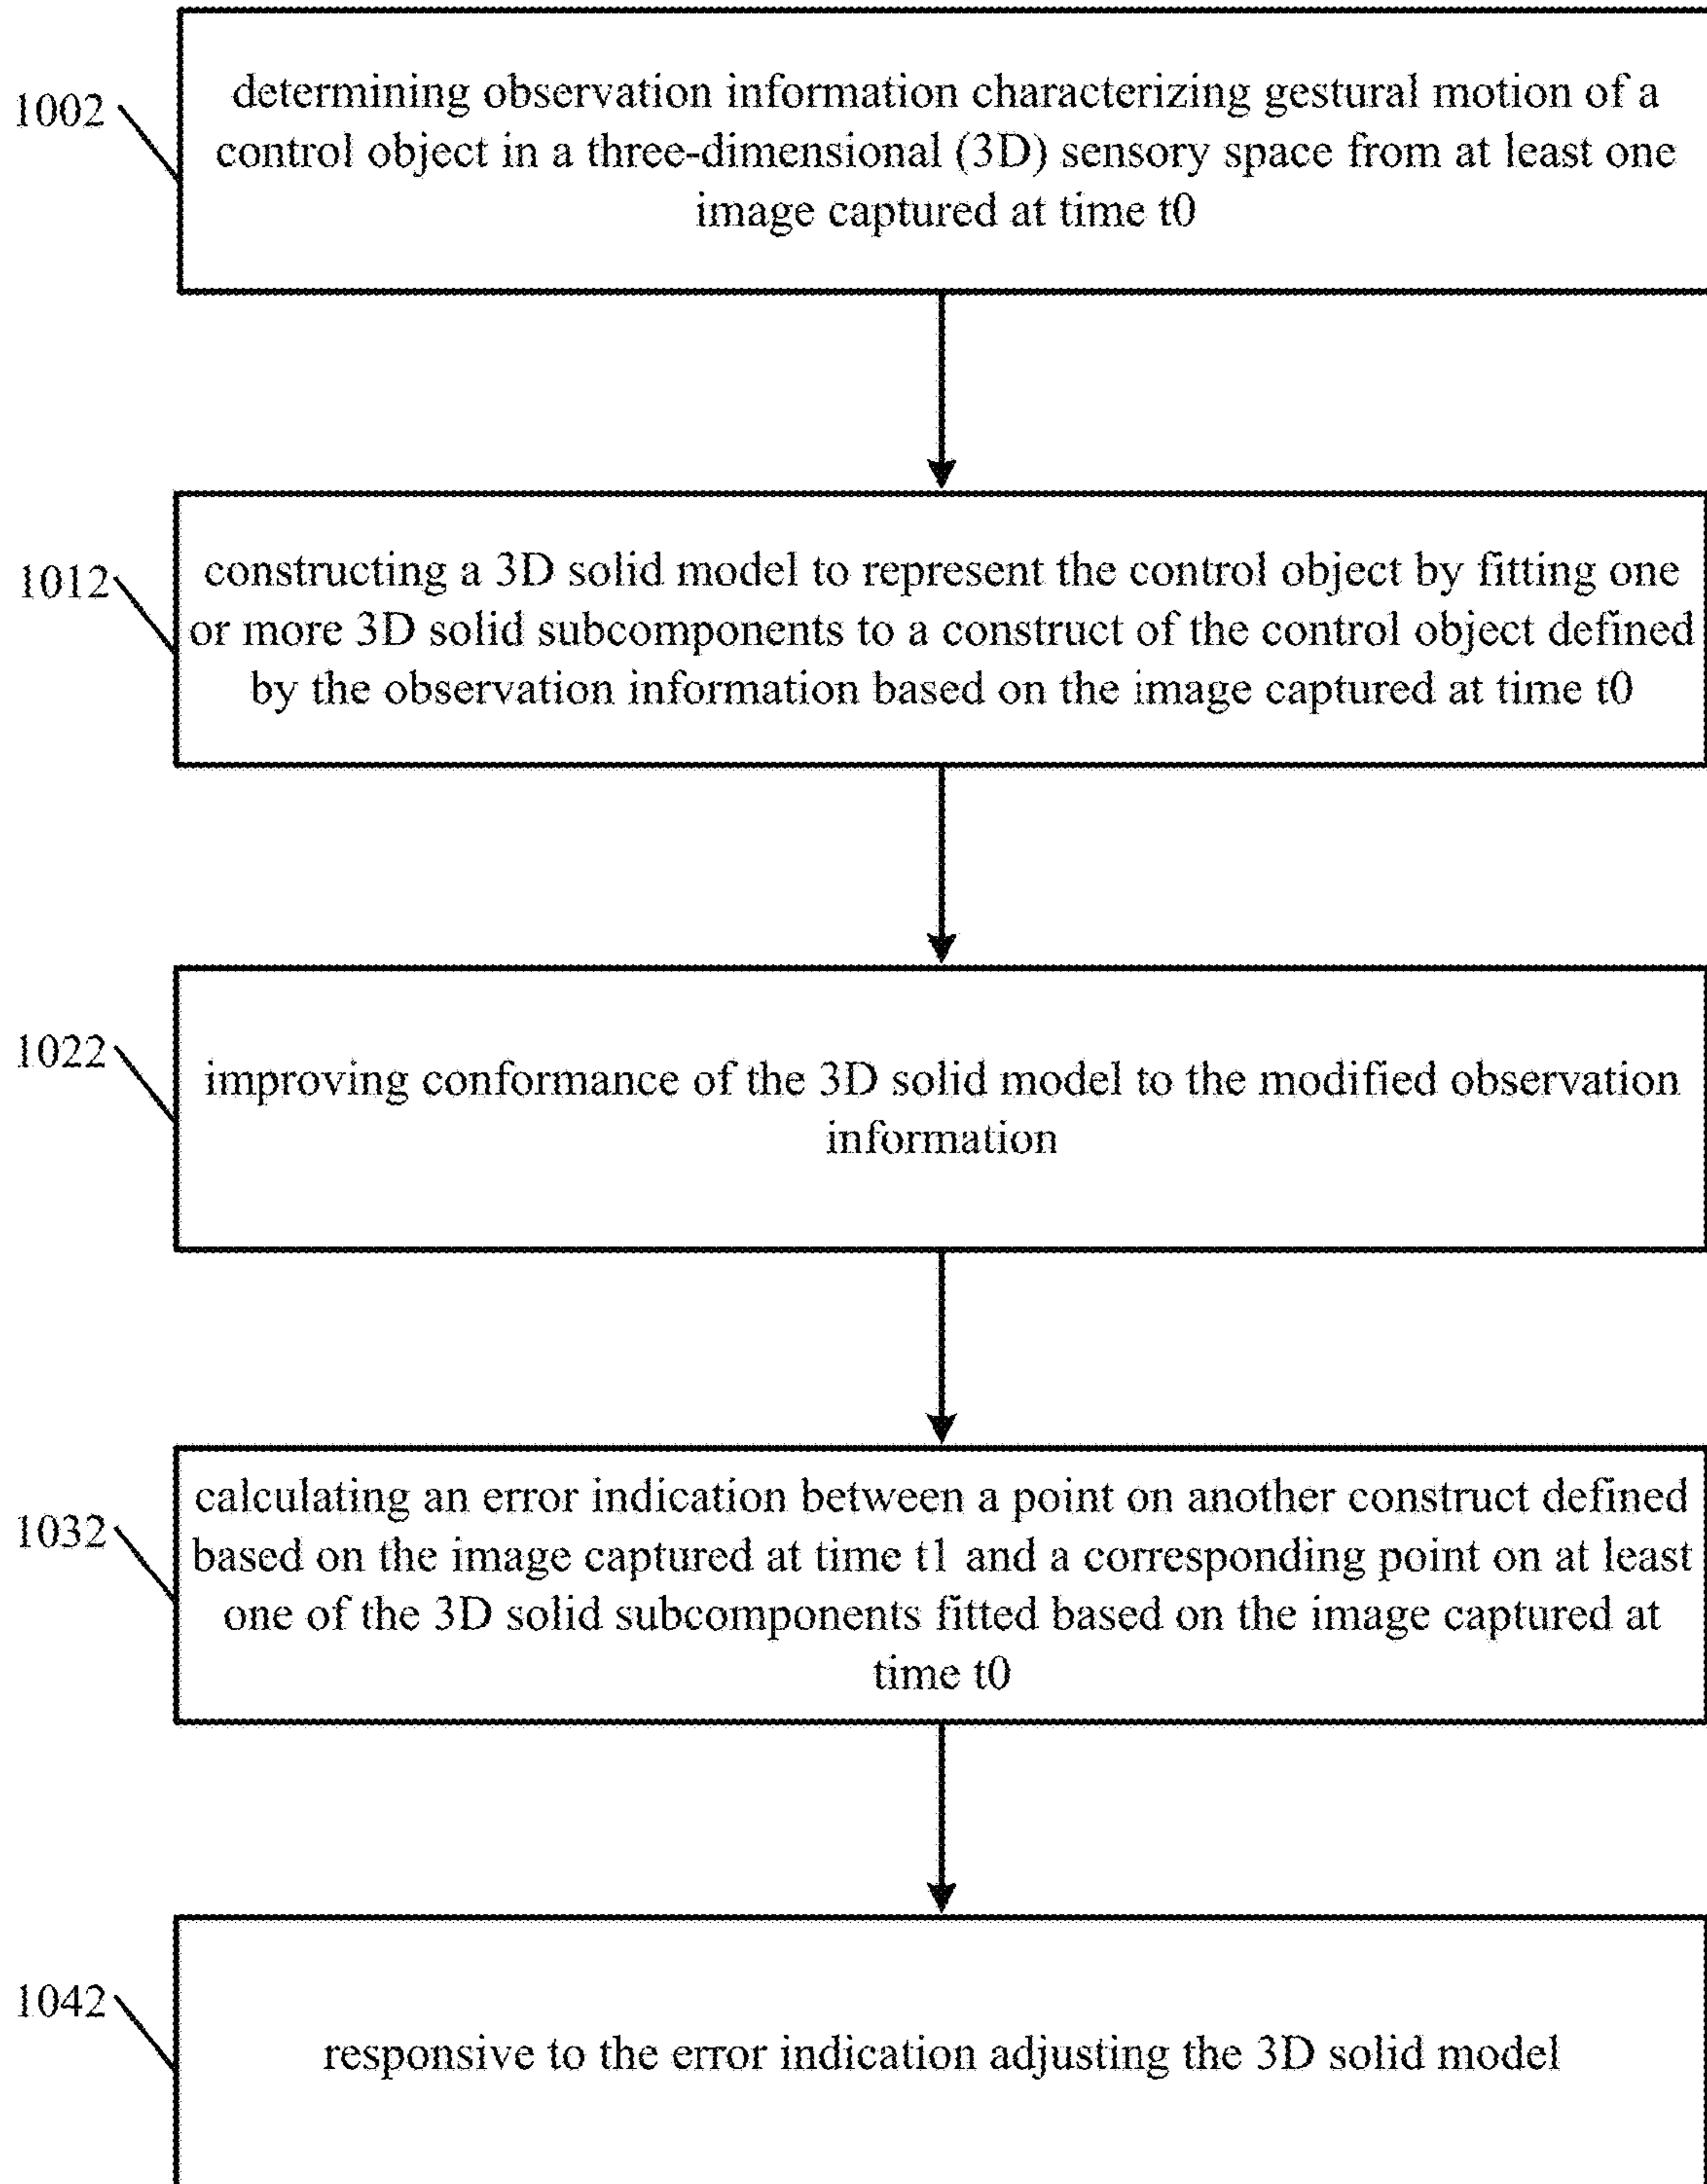 1002
determining observation information characterizing gestural motion of a
control object in a three-dimensional (3D) sensory space from at least one
image captured at time t0
1012
constructing a 3D solid model to represent the control object by fitting one
or more 3D solid subcomponents to a construct of the control object defined
by the observation information based on the image captured at time t0
1022
improving conformance of the 3D solid model to the modified observation
information
1032
calculating an error indication between a point on another construct defined
based on the image captured at time t1 and a corresponding point on at least
one of the 3D solid subcomponents fitted based on the image captured at
time t0
1042
responsive to the error indication adjusting the 3D solid model